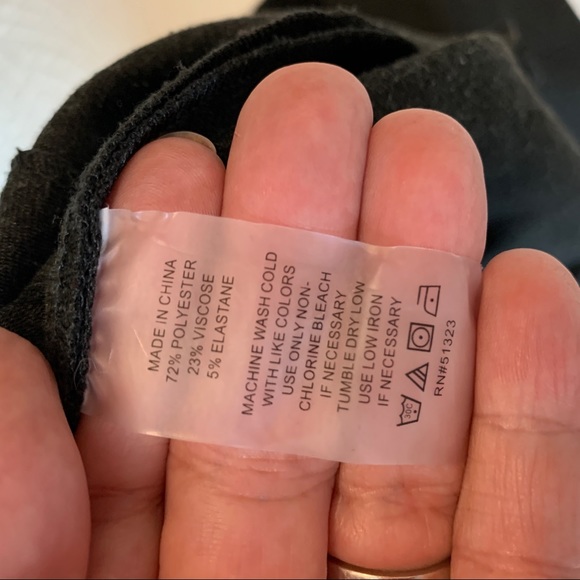 MADE IN CHINA
72% POLYESTER
23% VISCOSE
5% ELASTANE
MACHINE WASH COLD
WITH LIKE COLORS
USE ONLY NON-
CHLORINE BLEACH
IF NECESSARY
TUMBLE DRY LOW
USE LOW IRON
IF NECESSARY
30C
RN#51323